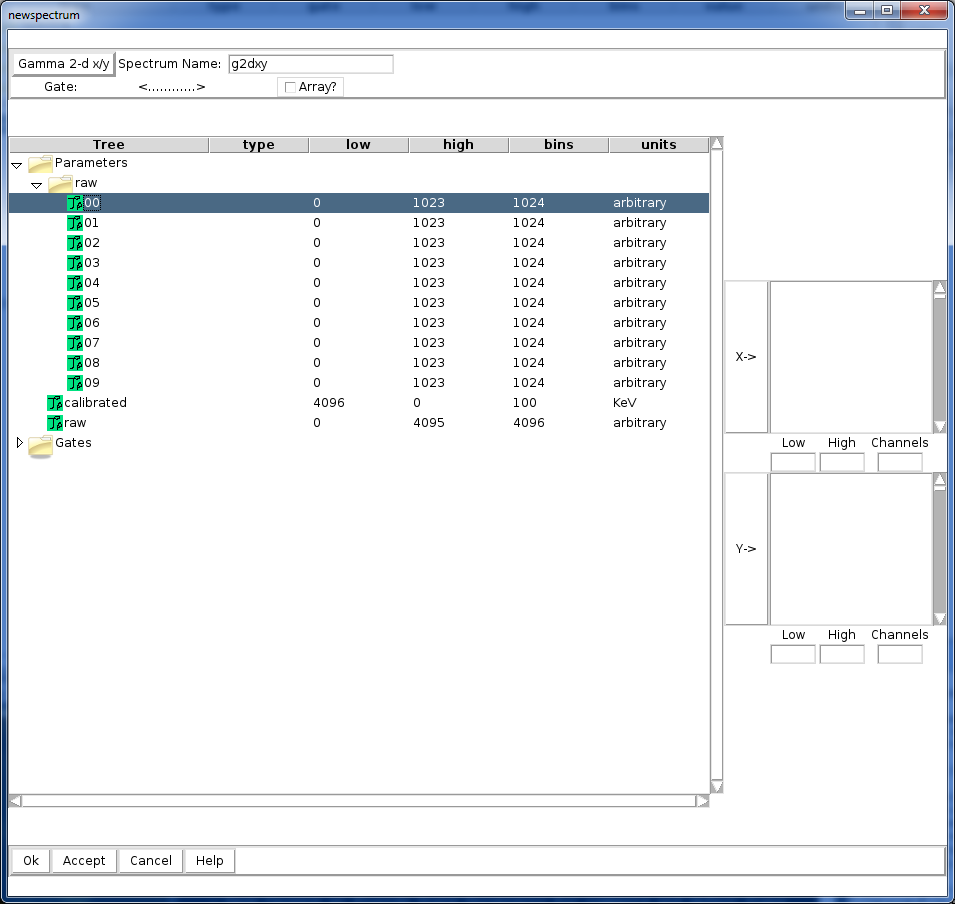 newspectrum
Gamma 2-d x/y Spectrum Name: g2dxy
Gate: <............> Array?
Tree type low high bins units
Parameters
raw
00 0 1023 1024 arbitrary
01 0 1023 1024 arbitrary
02 0 1023 1024 arbitrary
03 0 1023 1024 arbitrary
04 0 1023 1024 arbitrary
05 0 1023 1024 arbitrary
06 0 1023 1024 arbitrary
07 0 1023 1024 arbitrary
08 0 1023 1024 arbitrary
09 0 1023 1024 arbitrary
calibrated 4096 0 100 KeV
raw 0 4095 4096 arbitrary
Gates
X->
Low High Channels
Y->
Low High Channels
Ok Accept Cancel Help